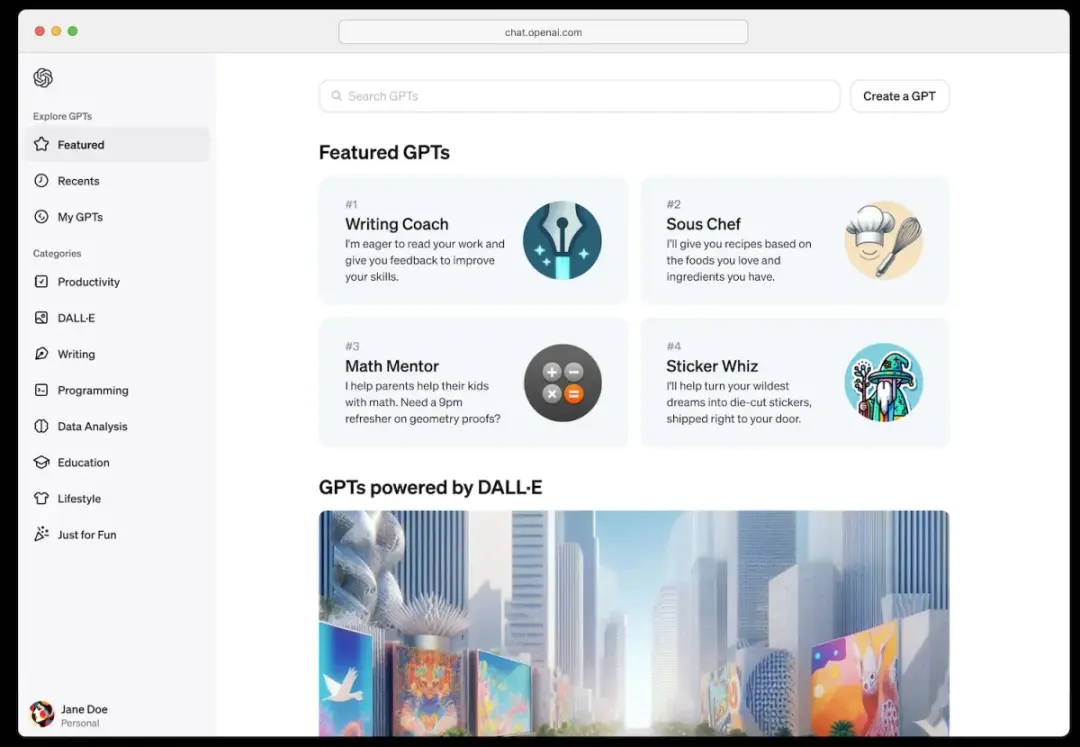 chat.openai.com
Explore GPTs
Featured
Recents
My GPTs
Categories
Productivity
DALL·E
Writing
Programming
Data Analysis
Education
Lifestyle
Just for Fun
Jane Doe
Personal
Search GPTs
Create a GPT
Featured GPTs
#1
Writing Coach
I'm eager to read your work and
give you feedback to improve
your skills.
#2
Sous Chef
I'll give you recipes based on
the foods you love and
ingredients you have.
#3
Math Mentor
I help parents help their kids
with math. Need a 9pm
refresher on geometry proofs?
#4
Sticker Whiz
I'll help turn your wildest
dreams into die-cut stickers,
shipped right to your door.
GPTs powered by DALL·E